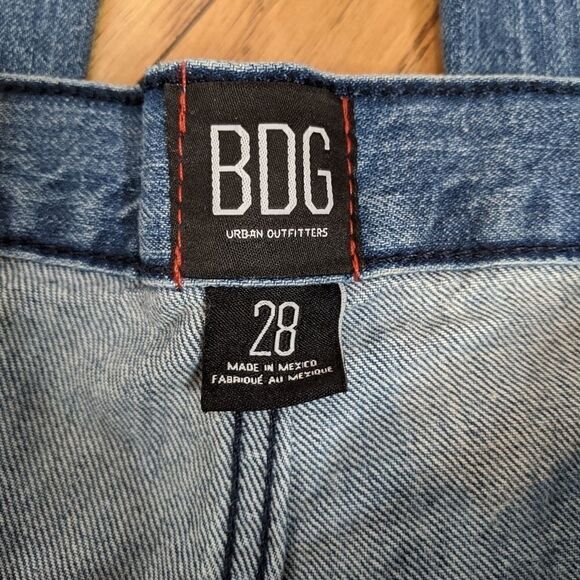 BDG
URBAN OUTFITTERS
28
MADE IN MEXICO
FABRIQUÉ AU MEXIQUE